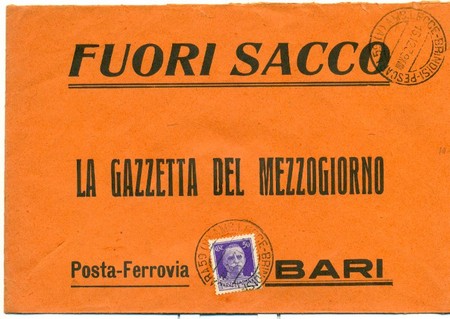 FUORI SACCO
LA GAZZETTA DEL MEZZOGIORNO
Posta-Ferrovia BARI